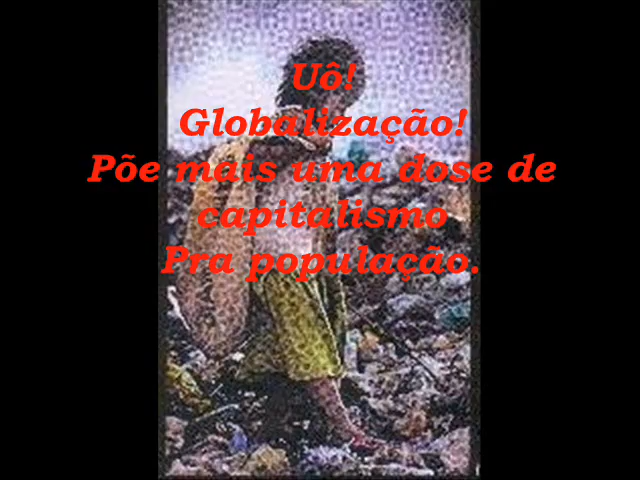 Uô!
Globalização!
Põe mais uma dose de
capitalismo
Pra população.